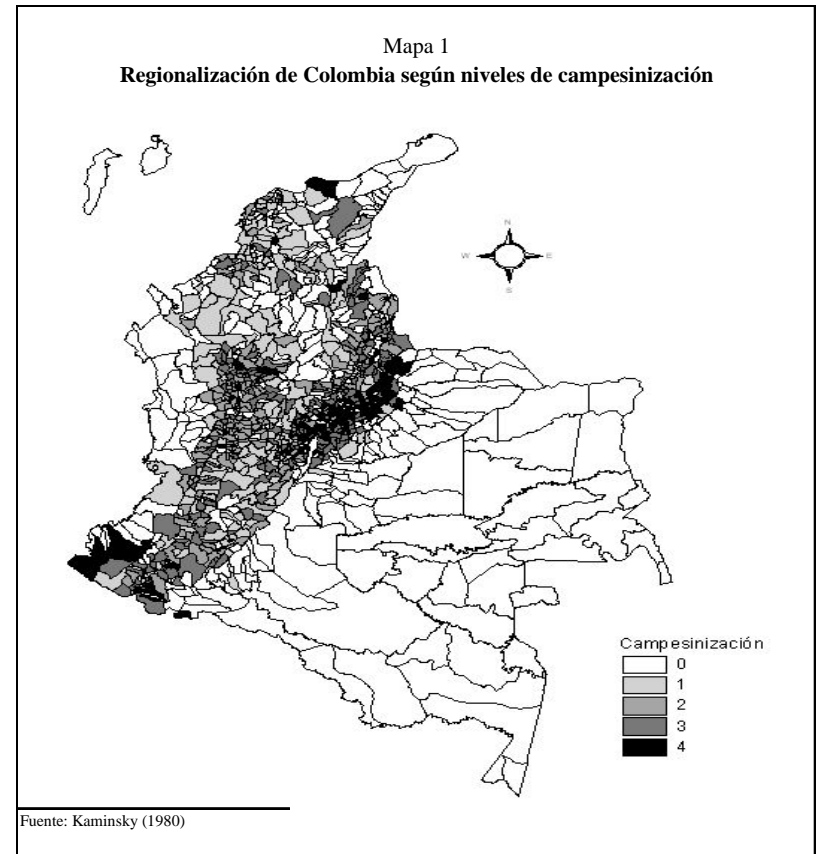 Mapa 1
Regionalización de Colombia según niveles de campesinización
N
W E
S
Campesinización
0
1
2
3
4
Fuente: Kaminsky (1980)